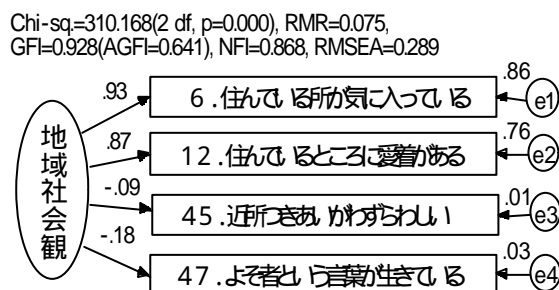 Chi-sq.=310.168(2 df, p=0.000), RMR=0.075,
GFI=0.928(AGFI=0.641), NFI=0.868, RMSEA=0.289
.93
.86
6．住んでいる所が気に入っている
e1
.87
.76
12．住んでいるところに愛着がある
e2
地域社会観
-.09
.01
45．近所つきあいがわずらわしい
e3
-.18
.03
47．よそ者という言葉が生きている
e4